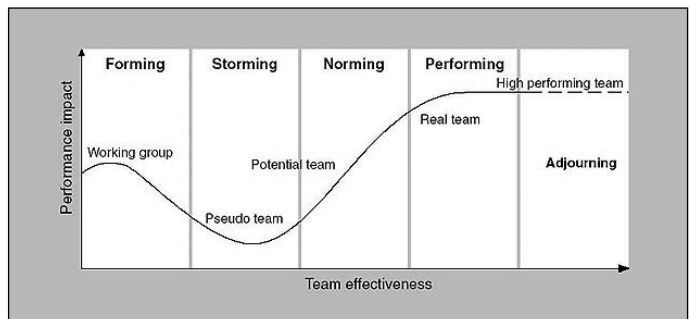 Forming
Storming
Norming
Performing
High performing team
Real team
Working group
Potential team
Adjourning
Pseudo team
Performance impact
Team effectiveness